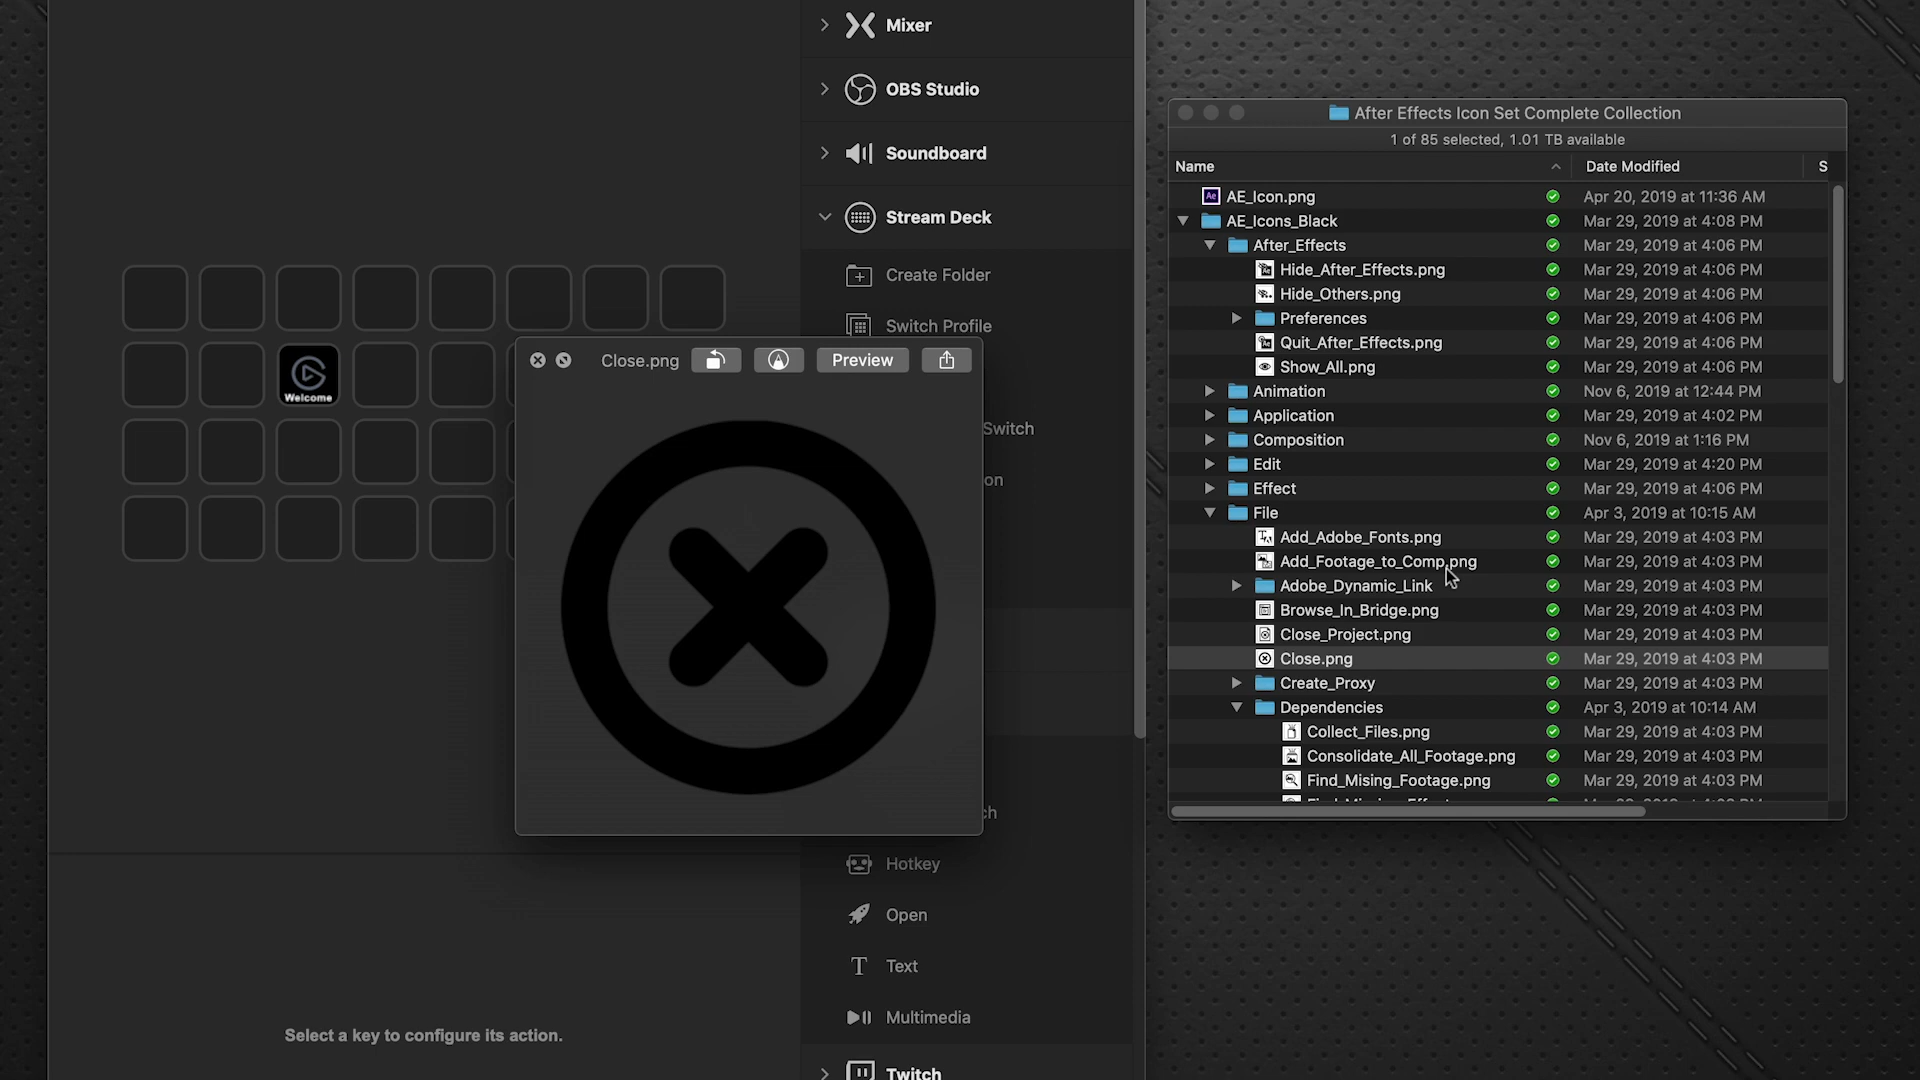 Mixer
OBS Studio
Soundboard
Stream Deck
Create Folder
Switch Profile
Switch
on
ch
Hotkey
Open
Text
Multimedia
Twitch
Welcome
Select a key to configure its action.
Close.png
Preview
After Effects Icon Set Complete Collection
1 of 85 selected, 1.01 TB available
Name Date Modified S
AE_Icon.png Apr 20, 2019 at 11:36 AM
AE_Icons_Black Mar 29, 2019 at 4:08 PM
After_Effects Mar 29, 2019 at 4:06 PM
Hide_After_Effects.png Mar 29, 2019 at 4:06 PM
Hide_Others.png Mar 29, 2019 at 4:06 PM
Preferences Mar 29, 2019 at 4:06 PM
Quit_After_Effects.png Mar 29, 2019 at 4:06 PM
Show_All.png Mar 29, 2019 at 4:06 PM
Animation Nov 6, 2019 at 12:44 PM
Application Mar 29, 2019 at 4:02 PM
Composition Nov 6, 2019 at 1:16 PM
Edit Mar 29, 2019 at 4:20 PM
Effect Mar 29, 2019 at 4:06 PM
File Apr 3, 2019 at 10:15 AM
Add_Adobe_Fonts.png Mar 29, 2019 at 4:03 PM
Add_Footage_to_Comp.png Mar 29, 2019 at 4:03 PM
Adobe_Dynamic_Link Mar 29, 2019 at 4:03 PM
Browse_In_Bridge.png Mar 29, 2019 at 4:03 PM
Close_Project.png Mar 29, 2019 at 4:03 PM
Close.png Mar 29, 2019 at 4:03 PM
Create_Proxy Mar 29, 2019 at 4:03 PM
Dependencies Apr 3, 2019 at 10:14 AM
Collect_Files.png Mar 29, 2019 at 4:03 PM
Consolidate_All_Footage.png Mar 29, 2019 at 4:03 PM
Find_Mising_Footage.png Mar 29, 2019 at 4:03 PM